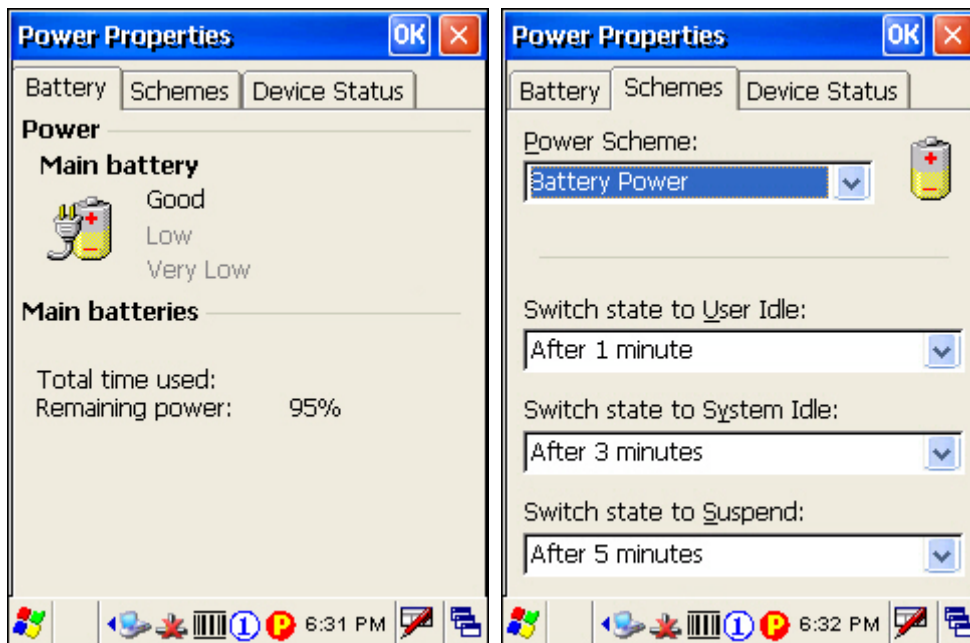 Power Properties OK
Battery Schemes Device Status
Power
Main battery
Good
Low
Very Low
Main batteries
Total time used:
Remaining power: 95%
1 P 6:31 PM
Power Properties OK
Battery Schemes Device Status
Power Scheme:
Battery Power
Switch state to User Idle:
After 1 minute
Switch state to System Idle:
After 3 minutes
Switch state to Suspend:
After 5 minutes
1 P 6:32 PM